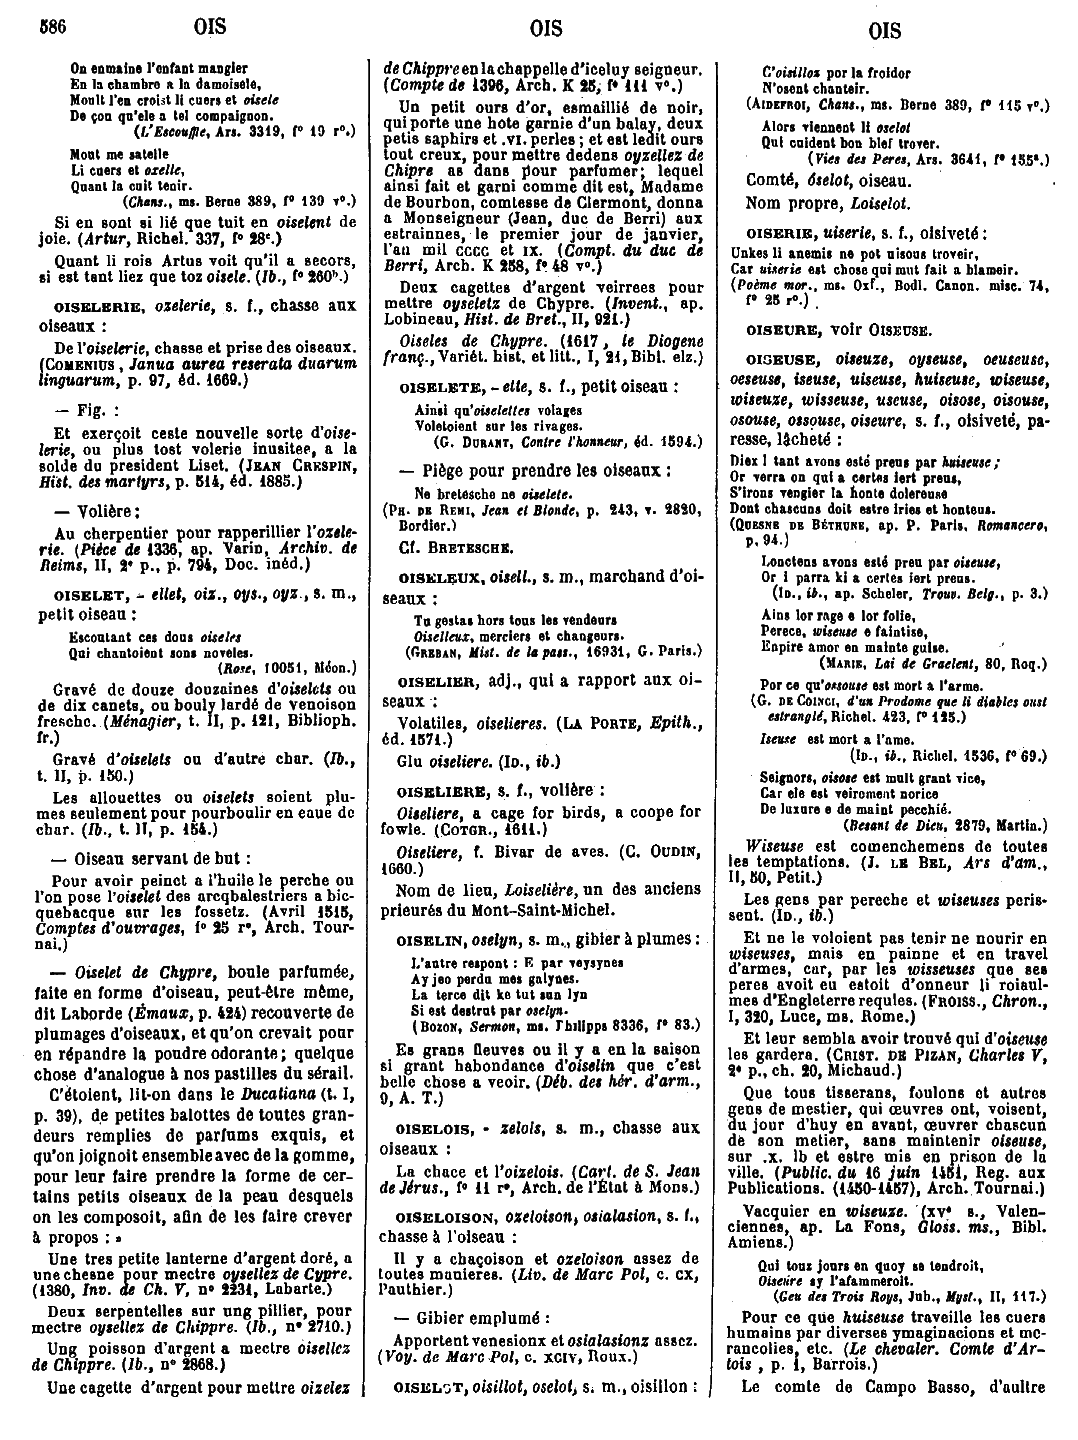 586 OIS OIS OIS
On enmaine l'enfant mangier
En la chambre a la damoisele,
Moult l'en croist li cuers et oisele
De çou qu'ele a tel compaignon.
(L'Escouffle, Ars. 3319, f° 19 r°.)
Mout me satelle
Li cuers et ozelle,
Quant la cuit tenir.
(Chans., ms. Berne 389, f° 139 v°.)
Si en sont si lié que tuit en oiselent de
joie. (Artur, Richel. 337, f° 28c.)
Quant li rois Artus voit qu'il a secors,
si est tant liez que toz oisele. (Ib., f° 260b.)
OISELERIE, ozelerie, s. f., chasse aux
oiseaux :
De l'oiselerie, chasse et prise des oiseaux.
(COMENIUS, Janua aurea reserata duarum
linguarum, p. 97, éd. 1669.)
— Fig. :
Et exerçoit ceste nouvelle sorte d'oise-
lerie, ou plus tost volerie inusitee, a la
solde du president Liset. (JEAN CRESPIN,
Hist. des martyrs, p. 514, éd. 1885.)
— Volière :
Au cherpentier pour rapperillier l'ozele-
rie. (Pièce de 1336, ap. Varin, Archiv. de
Reims, II, 2e p., p. 794, Doc. inéd.)
OISELET, - ellet, oiz., oys., oyz., s. m.,
petit oiseau :
Escoutant ces dous oiseles
Qui chantoient sons noveles.
(Rose, 10051, Méon.)
Gravé de douze douzaines d'oiselets ou
de dix canets, ou bouly lardé de venoison
fresche. (Ménagier, t. II, p. 121, Biblioph.
fr.)
Gravé d'oiselets ou d'autre char. (Ib.,
t. II, p. 150.)
Les allouettes ou oiselets soient plu-
mes seulement pour pourboulir en eaue de
char. (Ib., t. II, p. 154.)
— Oiseau servant de but :
Pour avoir peinct a l'huile le perche ou
l'on pose l'oiselet des arcqbalestriers a bic-
quebacque sur les fossetz. (Avril 1515,
Comptes d'ouvrages, f° 25 r°, Arch. Tour-
nai.)
— Oiselet de Chypre, boule parfumée,
faite en forme d'oiseau, peut-être même,
dit Laborde (Émaux, p. 424) recouverte de
plumages d'oiseaux, et qu'on crevait pour
en répandre la poudre odorante; quelque
chose d'analogue à nos pastilles du sérail.
C'étoient, lit-on dans le Ducatiana (t. I,
p. 39), de petites balottes de toutes gran-
deurs remplies de parfums exquis, et
qu'on joignoit ensemble avec de la gomme,
pour leur faire prendre la forme de cer-
tains petits oiseaux de la peau desquels
on les composoit, afin de les faire crever
à propos : »
Une tres petite lanterne d'argent doré, a
une chesne pour mectre oysellez de Cypre.
(1380, Inv. de Ch. V, n° 2231, Labarte.)
Deux serpentelles sur ung pillier, pour
mectre oysellez de Chippre. (Ib., n° 2710.)
Ung poisson d'argent a mectre oisellez
de Chippre. (Ib., n° 2868.)
Une cagette d'argent pour mettre oizelez
de Chippre en la chappelle d'iceluy seigneur.
(Compte de 1396, Arch. K 25, f° III v°.)
Un petit ours d'or, esmaillié de noir,
qui porte une hote garnie d'un balay, deux
petis saphirs et .VI. perles ; et est ledit ours
tout creux, pour mettre dedens oyzellez de
Chipre as dans pour parfumer; lequel
ainsi fait et garni comme dit est, Madame
de Bourbon, comtesse de Clermont, donna
a Monseigneur (Jean, duc de Berri) aux
estrainnes, le premier jour de janvier,
l'an mil CCCC et IX. (Compt. du duc de
Berri, Arch. K 258, f° 48 v°.)
Deux cagettes d'argent veirrees pour
mettre oyseletz de Chypre. (Invent., ap.
Lobineau, Hist. de Bret., II, 921.)
Oiseles de Chypre. (1617, le Diogene
franç., Variét. hist. et litt., I, 21, Bibl. elz.)
OISELETE, - elle, s. f., petit oiseau :
Ainsi qu'oiselettes volages
Voletoient sur les rivages.
(G. DURANT, Contre l'honneur, éd. 1594.)
— Piège pour prendre les oiseaux :
Ne bretesche ne oiselete.
(PH. DE REMI, Jean et Blonde, p. 243, v. 2820,
Bordier.)
Cf. BRETESCHE.
OISELEUX, oisell., s. m., marchand d'oi-
seaux :
Tu gestas hors tous les vendeurs
Oiselleux, merciers et changeurs.
(GREBAN, Mist. de la pass., 16931, G. Paris.)
OISELIER, adj., qui a rapport aux oi-
seaux :
Volatiles, oiselieres. (LA PORTE, Epith.,
éd. 1571.)
Glu oiseliere. (ID., ib.)
OISELIERE, s. f., volière :
Oiseliere, a cage for birds, a coope for
fowle. (COTGR., 1611.)
Oiseliere, f. Bivar de aves. (C. OUDIN,
1660.)
Nom de lieu, Loiselière, un des anciens
prieurés du Mont-Saint-Michel.
OISELIN, oselyn, s. m., gibier à plumes :
L'autre respont : E par veysynes
Ay jeo perdu mes galynes.
La terce dit ke tut sun lyn
Si est destrut par oselyn.
(BOZON, Sermon, ms. Philipps 8336, f° 83.)
Es grans fleuves ou il y a en la saison
si grant habondance d'oiselin que c'est
belle chose a veoir. (Déb. des hér. d'arm.,
9, A. T.)
OISELOIS, - zelois, s. m., chasse aux
oiseaux :
La chace et l'oizelois. (Cart. de S. Jean
de Jérus., f° 11 r°, Arch. de l'État à Mons.)
OISELOISON, ozeloison, osialasion, s. f.,
chasse à l'oiseau :
Il y a chaçoison et ozeloison assez de
toutes manieres. (Liv. de Marc Pol, c. CX,
Pauthier.)
— Gibier emplumé :
Apportent venesionx et osialasionz assez.
(Voy. de Marc Pol, c. XCIV, Roux.)
OISELOT, oisillot, oselot, s. m., oisillon :
C'oisilloz por la froidor
N'osent chanteir.
(AIDEFROI, Chans., ms. Berne 389, f° 115 v°.)
Alors viennent li oselot
Qui cuident bon blef trover.
(Vies des Peres, Ars. 3641, f° 155a.)
Comté, ôselot, oiseau.
Nom propre, Loiselot.
OISERIE, uiserie, s. f., oisiveté :
Unkes li anemis ne pot uisous troveir,
Car uiserie est chose qui mut fait a blameir.
(Poème mor., ms. Oxf., Bodl. Canon. misc. 74,
f° 25 r°.)
OISEURE, voir OISEUSE.
OISEUSE, oiseuze, oyseuse, oeuseuse,
oeseuse, iseuse, uiseuse, huiseuse, wiseuse,
wiseuze, wisseuse, useuse, oisose, oisouse,
osouse, ossouse, oiseure, s. f., oisiveté, pa-
resse, lâcheté :
Diex ! tant avons esté preus par huiseuse;
Or verra on qui a certes iert preus,
S'irons vengier la honte dolereuse
Dont chascuns doit estre iries et honteus.
(QUESNE DE BÉTHUNE, ap. P. Paris, Romancero,
p. 94.)
Lonctens avons esté preu par oiseuse,
Or i parra ki a certes iert preus.
(ID., ib., ap. Scheler, Trouv. Belg., p. 3.)
Ains lor rage e lor folie,
Perece, wiseuse e faintise,
Enpire amor en mainte guise.
(MARIE, Lai de Graelent, 80, Roq.)
Por ce qu'ossouse est mort a l'arme.
(G. DE COINCI, d'un Prodome que li diables oust
estranglé, Richel. 423, f° 125.)
Iseuse est mort a l'ame.
(ID., ib., Richel. 1536, f° 69.)
Seignors, oisose est mult grant vice,
Car ele est veiroment norice
De luxure e de maint pecchié.
(Besant de Dieu, 2879, Martin.)
Wiseuse est comenchemens de toutes
les temptations. (J. LE BEL, Ars d'am.,
II, 50, Petit.)
Les gens par pereche et wiseuses peris-
sent. (ID., ib.)
Et ne le voloient pas tenir ne nourir en
wiseuses, mais en painne et en travel
d'armes, car, par les wisseuses que ses
peres avoit eu estoit d'onneur li roiaul-
mes d'Engleterre requles. (FROISS., Chron.,
I, 320, Luce, ms. Rome.)
Et leur sembla avoir trouvé qui d'oiseuse
les gardera. (CRIST. DE PIZAN, Charles V,
2e p., ch. 20, Michaud.)
Que tous tisserans, foulons et autres
gens de mestier, qui œuvres ont, voisent,
du jour d'huy en avant, œuvrer chascun
de son metier, sans maintenir oiseuse,
sur .x. lb et estre mis en prison de la
ville. (Public. du 16 juin 1451, Reg. aux
Publications. (1450-1457), Arch. Tournai.)
Vacquier en wiseuze. (XVe s., Valen-
ciennes, ap. La Fons, Gloss. ms., Bibl.
Amiens.)
Qui tous jours en quoy se tendroit,
Oiseure sy l'afammeroit.
(Geu des Trois Roys, Jub., Myst., II, 117.)
Pour ce que huiseuse traveille les cuers
humains par diverses ymaginacions et me-
rancolies, etc. (Le chevaler. Comte d'Ar-
tois, p. 1, Barrois.)
Le comte de Campo Basso, d'aultre